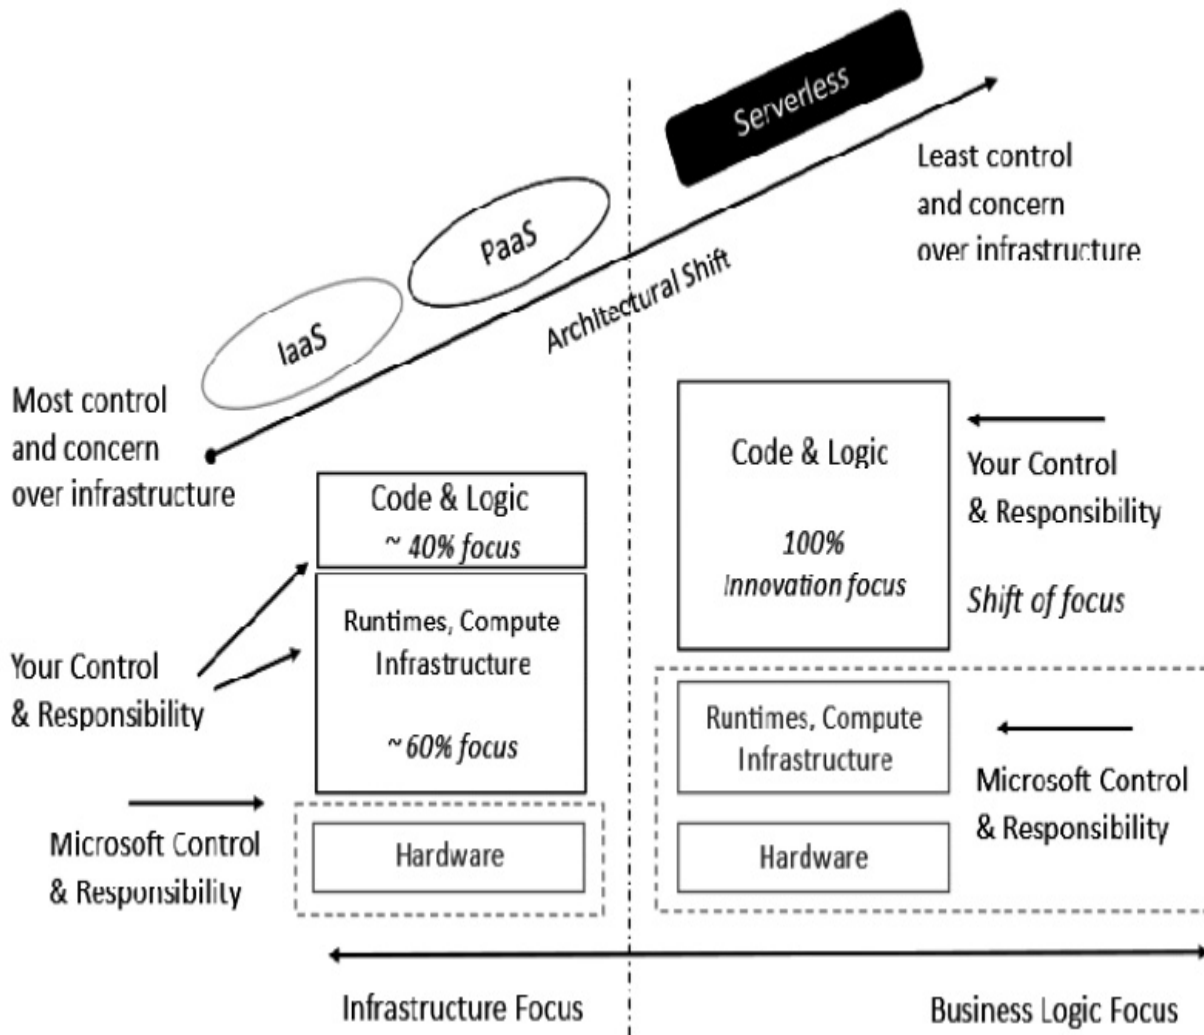 Serverless
Least control
and concern
over infrastructure
PaaS
Architectural Shift
IaaS
Most control
and concern
over infrastructure
Code & Logic
~ 40% focus
Runtimes, Compute
Infrastructure
~ 60% focus
Your Control
& Responsibility
Microsoft Control
& Responsibility
Hardware
Code & Logic
100%
Innovation focus
Your Control
& Responsibility
Shift of focus
Runtimes, Compute
Infrastructure
Microsoft Control
& Responsibility
Hardware
Infrastructure Focus
Business Logic Focus